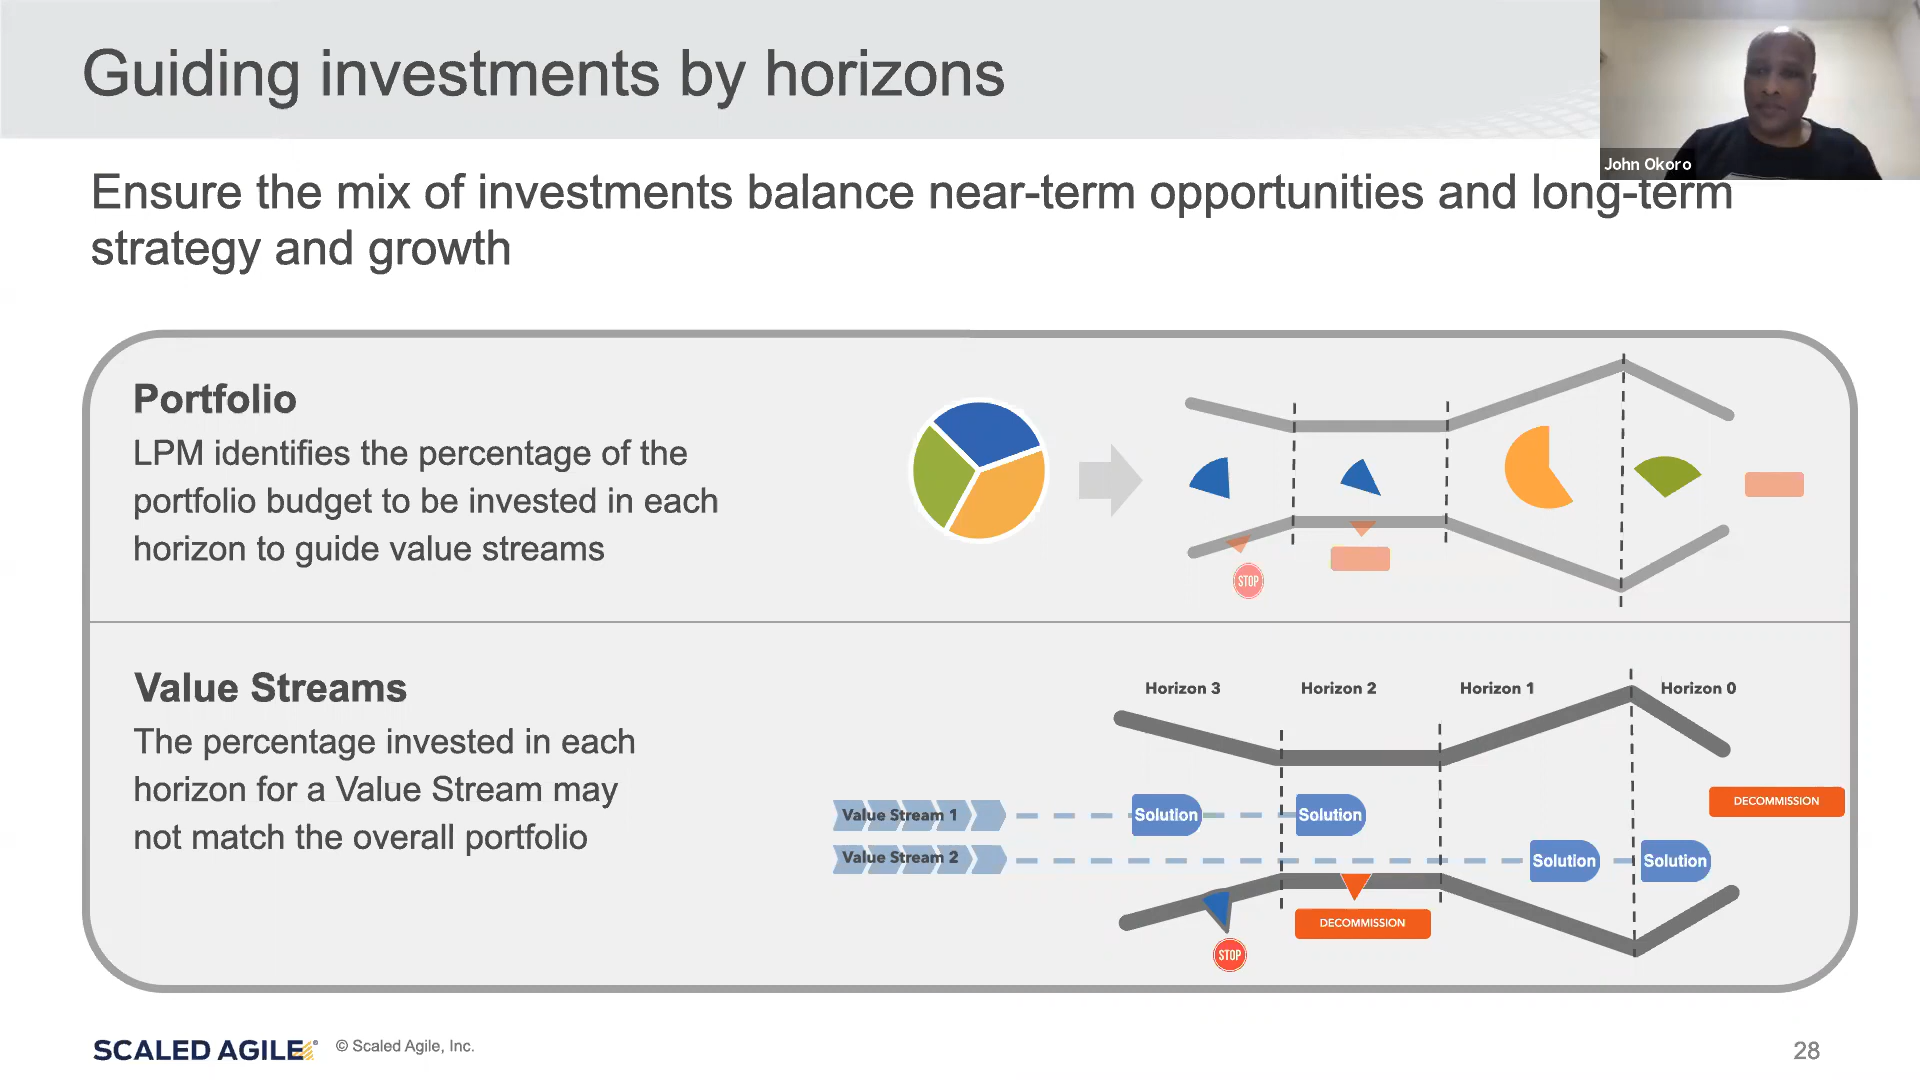 Guiding investments by horizons
John Okoro
Ensure the mix of investments balance near-term opportunities and long-term
strategy and growth
Portfolio
LPM identifies the percentage of the
portfolio budget to be invested in each
horizon to guide value streams
STOP
Value Streams
The percentage invested in each
horizon for a Value Stream may
not match the overall portfolio
Horizon 3
Horizon 2
Horizon 1
Horizon 0
DECOMMISSION
Value Stream 1
Solution
Solution
Value Stream 2
Solution
Solution
DECOMMISSION
STOP
SCALED AGILE®
© Scaled Agile, Inc.
28